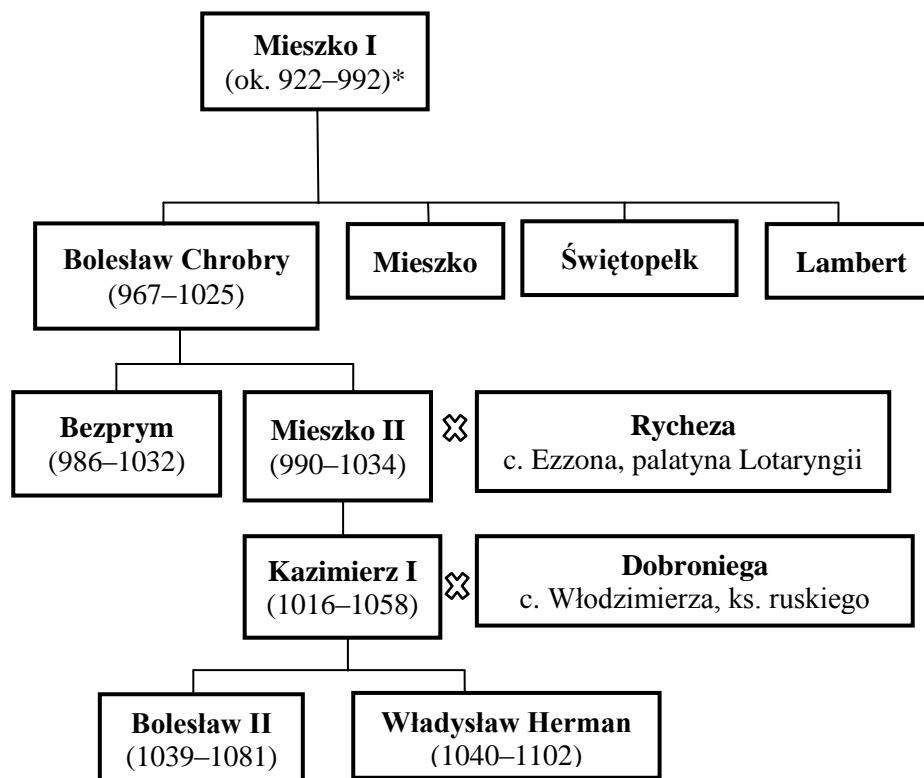 Mieszko I
(ok. 922–992)*
Bolesław Chrobry
(967–1025)
Mieszko
Świętopełk
Lambert
Bezprym
(986–1032)
Mieszko II
(990–1034)
Rycheza
c. Ezzona, palatyna Lotaryngii
Kazimierz I
(1016–1058)
Dobroniega
c. Włodzimierza, ks. ruskiego
Bolesław II
(1039–1081)
Władysław Herman
(1040–1102)